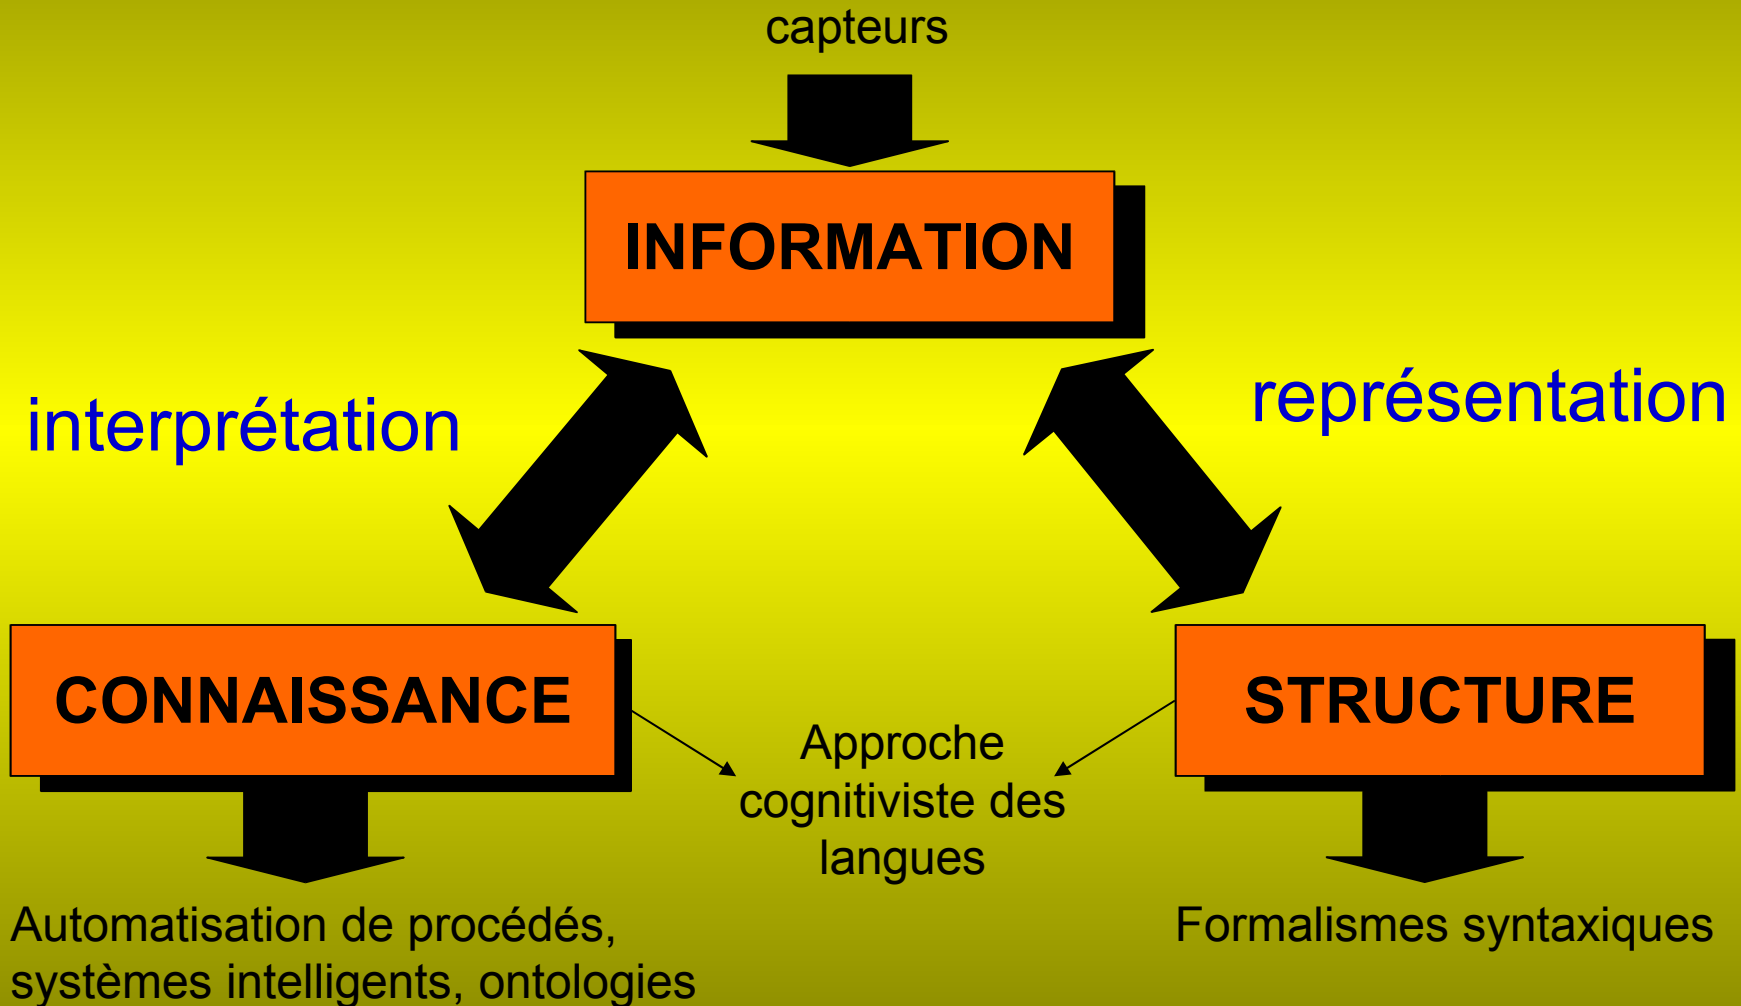 capteurs
INFORMATION
interprétation
représentation
CONNAISSANCE
STRUCTURE
Approche
cognitiviste des
langues
Automatisation de procédés,
systèmes intelligents, ontologies
Formalismes syntaxiques